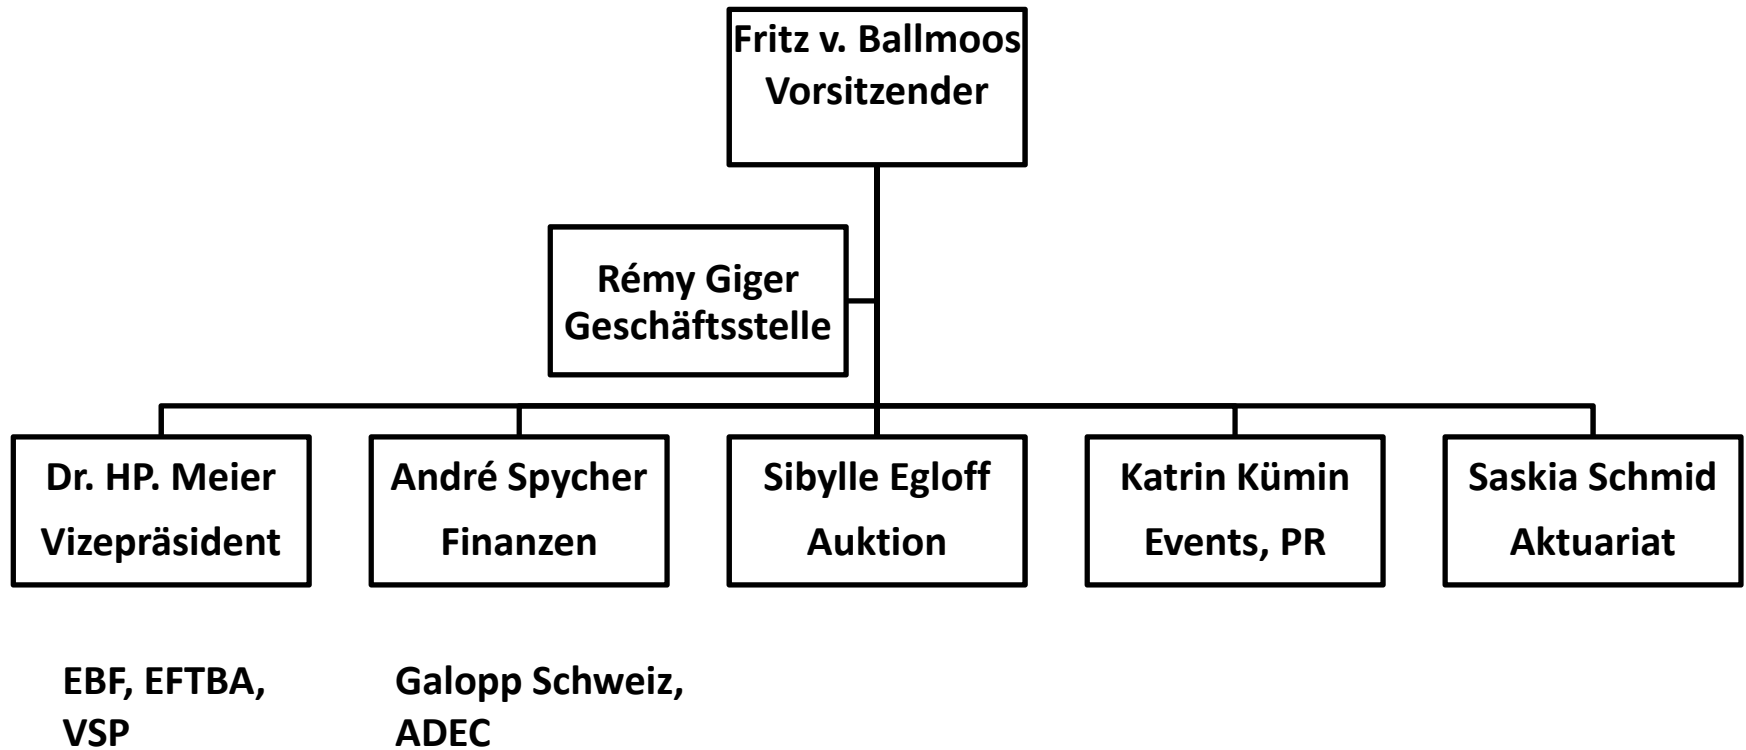 Fritz v. Ballmoos
Vorsitzender
Rémy Giger
Geschäftsstelle
Dr. HP. Meier
Vizepräsident
André Spycher
Finanzen
Sibylle Egloff
Auktion
Katrin Kümin
Events, PR
Saskia Schmid
Aktuariat
EBF, EFTBA,
VSP
Galopp Schweiz,
ADEC